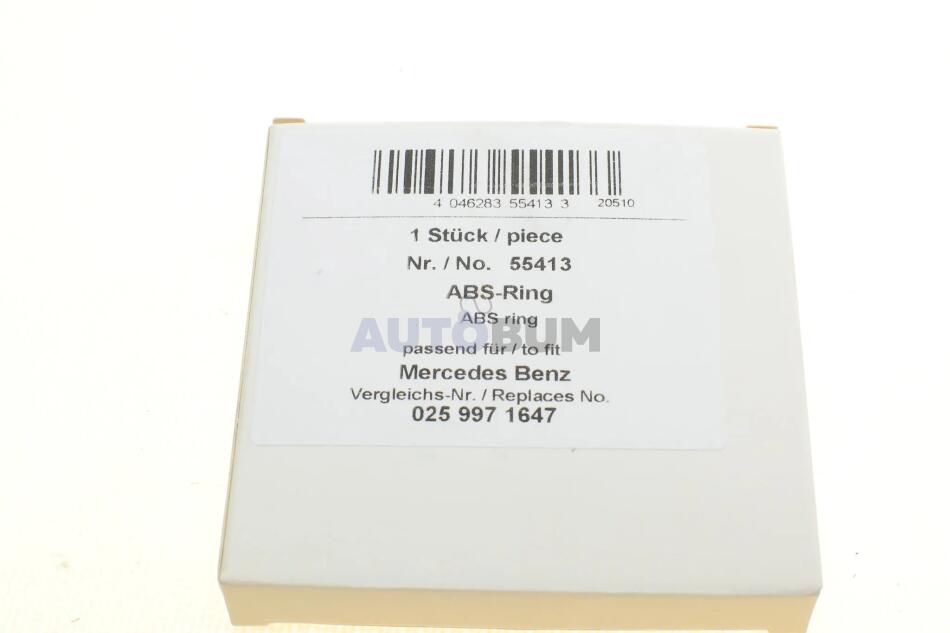 4 046283 55413 3 20510
1 Stück / piece
Nr. / No. 55413
ABS-Ring
ABS ring
AUTOBUM
passend für / to fit
Mercedes Benz
Vergleichs-Nr. / Replaces No.
025 997 1647